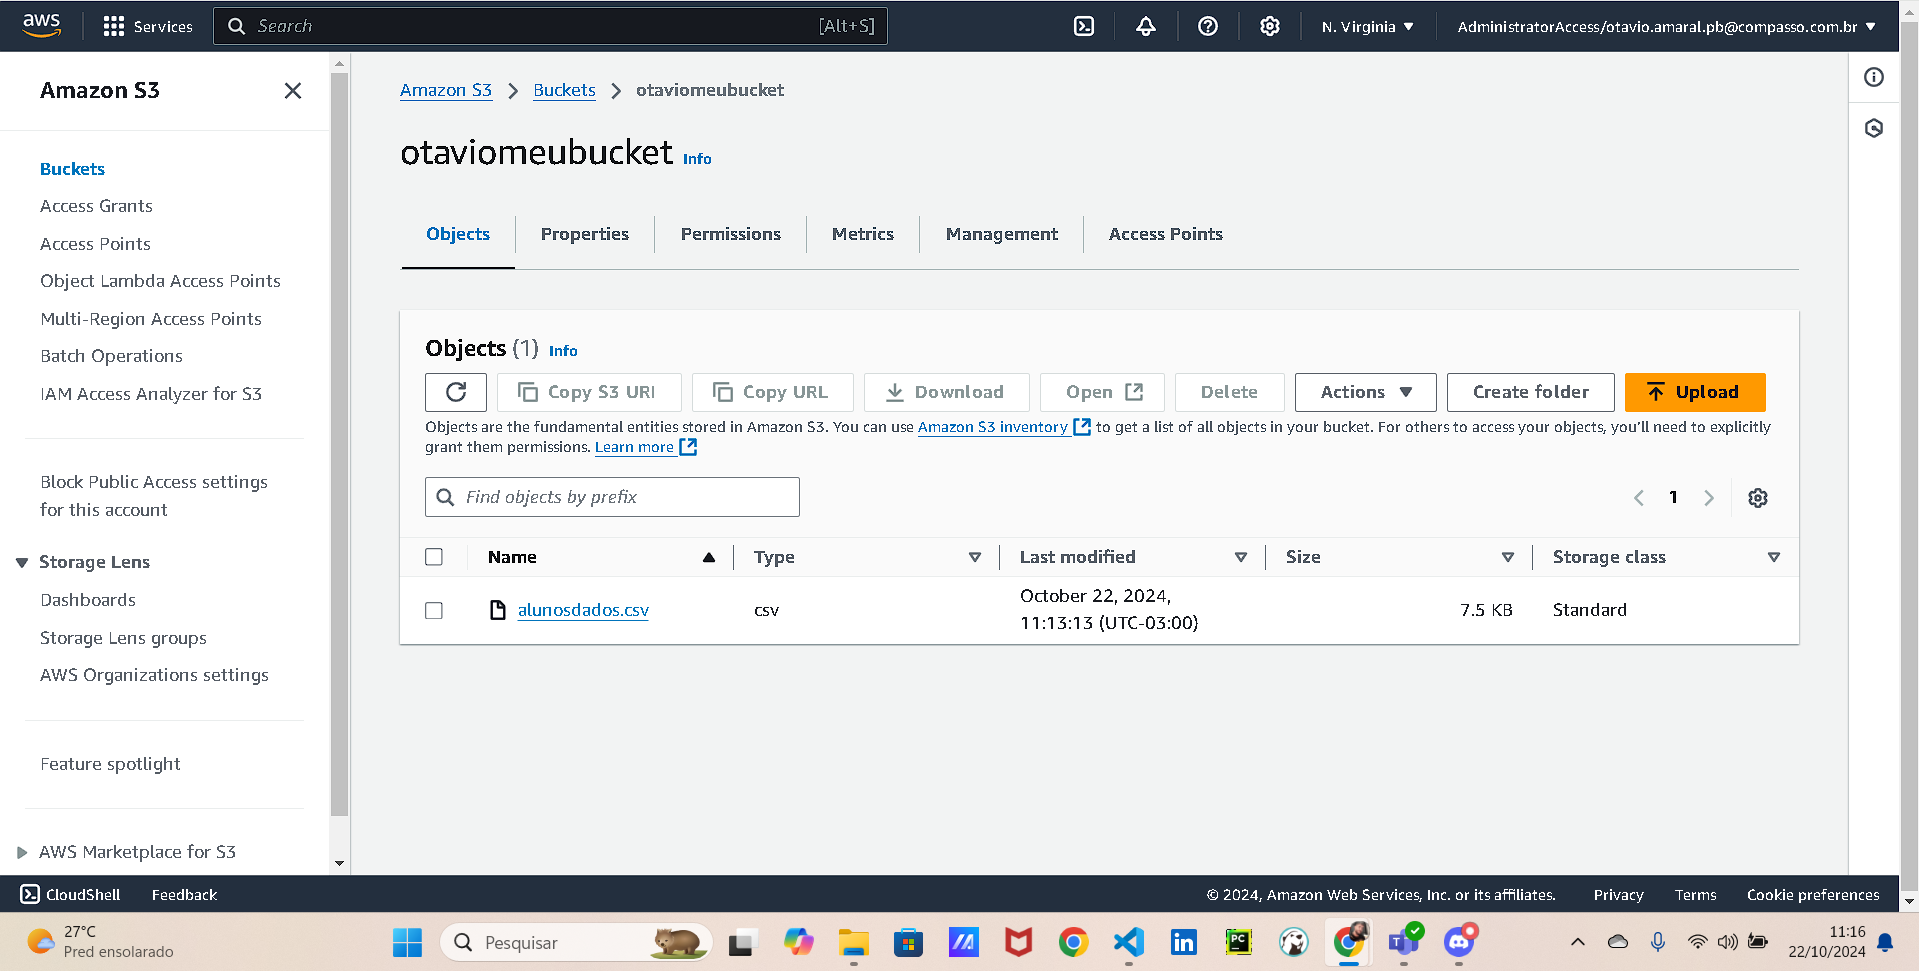 aws
Services
Search
[Alt+S]
N. Virginia
AdministratorAccess/otavio.amaral.pb@compasso.com.br
Amazon S3
Buckets
Access Grants
Access Points
Object Lambda Access Points
Multi-Region Access Points
Batch Operations
IAM Access Analyzer for S3
Block Public Access settings
for this account
Storage Lens
Dashboards
Storage Lens groups
AWS Organizations settings
Feature spotlight
AWS Marketplace for S3
Amazon S3 > Buckets > otaviomeubucket
otaviomeubucket Info
Objects
Properties
Permissions
Metrics
Management
Access Points
Objects (1) Info
Copy S3 URI
Copy URL
Download
Open
Delete
Actions
Create folder
Upload
Objects are the fundamental entities stored in Amazon S3. You can use Amazon S3 inventory to get a list of all objects in your bucket. For others to access your objects, you'll need to explicitly
grant them permissions. Learn more
Find objects by prefix
1
Name
Type
Last modified
Size
Storage class
alunosdados.csv
csv
October 22, 2024,
11:13:13 (UTC-03:00)
7.5 KB
Standard
CloudShell
Feedback
© 2024, Amazon Web Services, Inc. or its affiliates.
Privacy
Terms
Cookie preferences
27°C
Pred ensolarado
Pesquisar
PC
11:16
22/10/2024